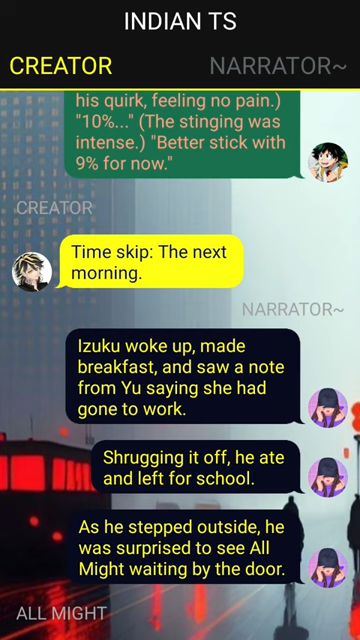 INDIAN TS
CREATOR
NARRATOR~
his quirk, feeling no pain.)
"10%..." (The stinging was
intense.) "Better stick with
9% for now."
CREATOR
Time skip: The next
morning.
NARRATOR~
Izuku woke up, made
breakfast, and saw a note
from Yu saying she had
gone to work.
Shrugging it off, he ate
and left for school.
As he stepped outside, he
was surprised to see All
Might waiting by the door.
ALL MIGHT